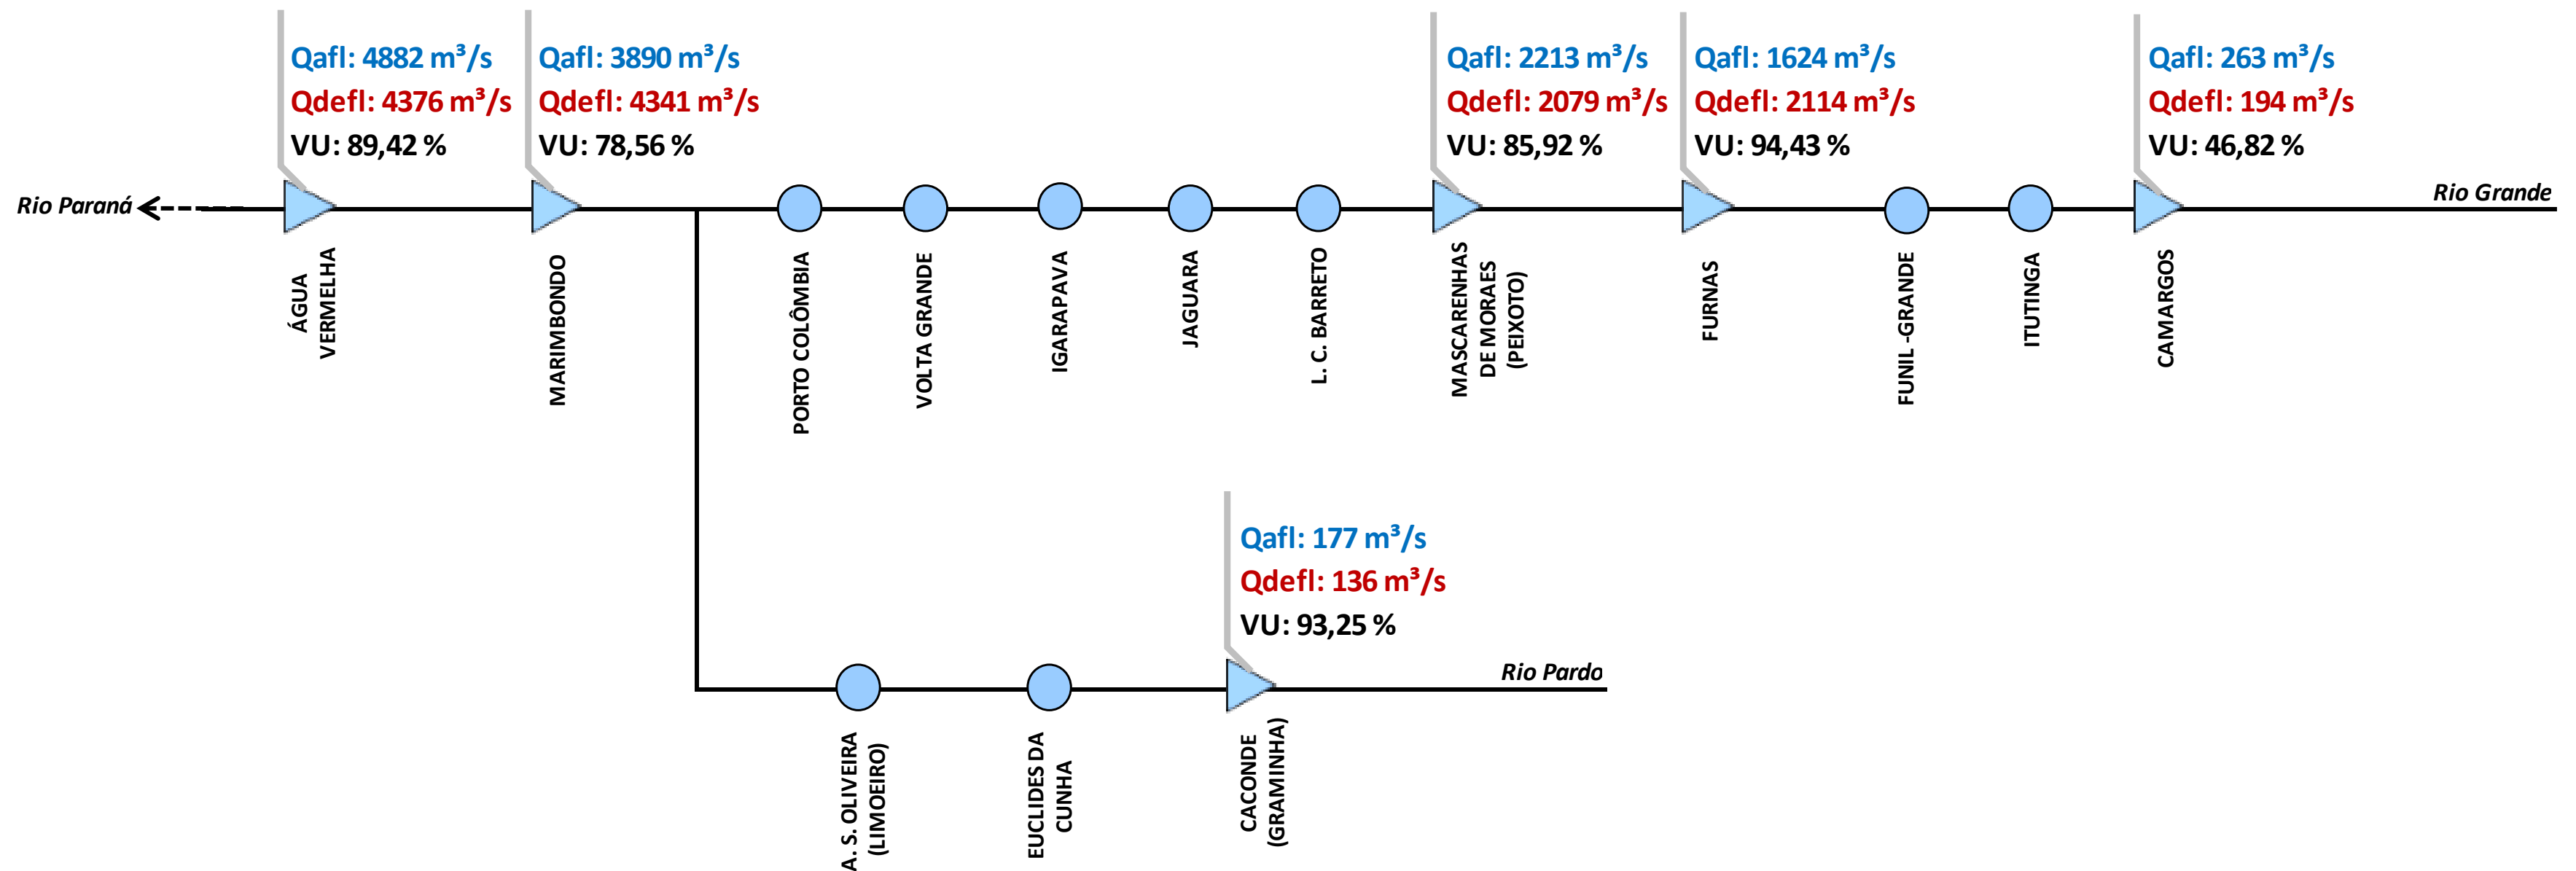 Qafl: 4882 m³/s
Qdefl: 4376 m³/s
VU: 89,42 %
Qafl: 3890 m³/s
Qdefl: 4341 m³/s
VU: 78,56 %
Qafl: 2213 m³/s
Qdefl: 2079 m³/s
VU: 85,92 %
Qafl: 1624 m³/s
Qdefl: 2114 m³/s
VU: 94,43 %
Qafl: 263 m³/s
Qdefl: 194 m³/s
VU: 46,82 %
Rio Paraná
Rio Grande
ÁGUA
VERMELHA
MARIMBONDO
PORTO COLÔMBIA
VOLTA GRANDE
IGARAPAVA
JAGUARA
L. C. BARRETO
MASCARENHAS
DE MORAES
(PEIXOTO)
FURNAS
FUNIL -GRANDE
ITUTINGA
CAMARGOS
Qafl: 177 m³/s
Qdefl: 136 m³/s
VU: 93,25 %
Rio Pardo
A. S. OLIVEIRA
(LIMOEIRO)
EUCLIDES DA
CUNHA
CACONDE
(GRAMINHA)